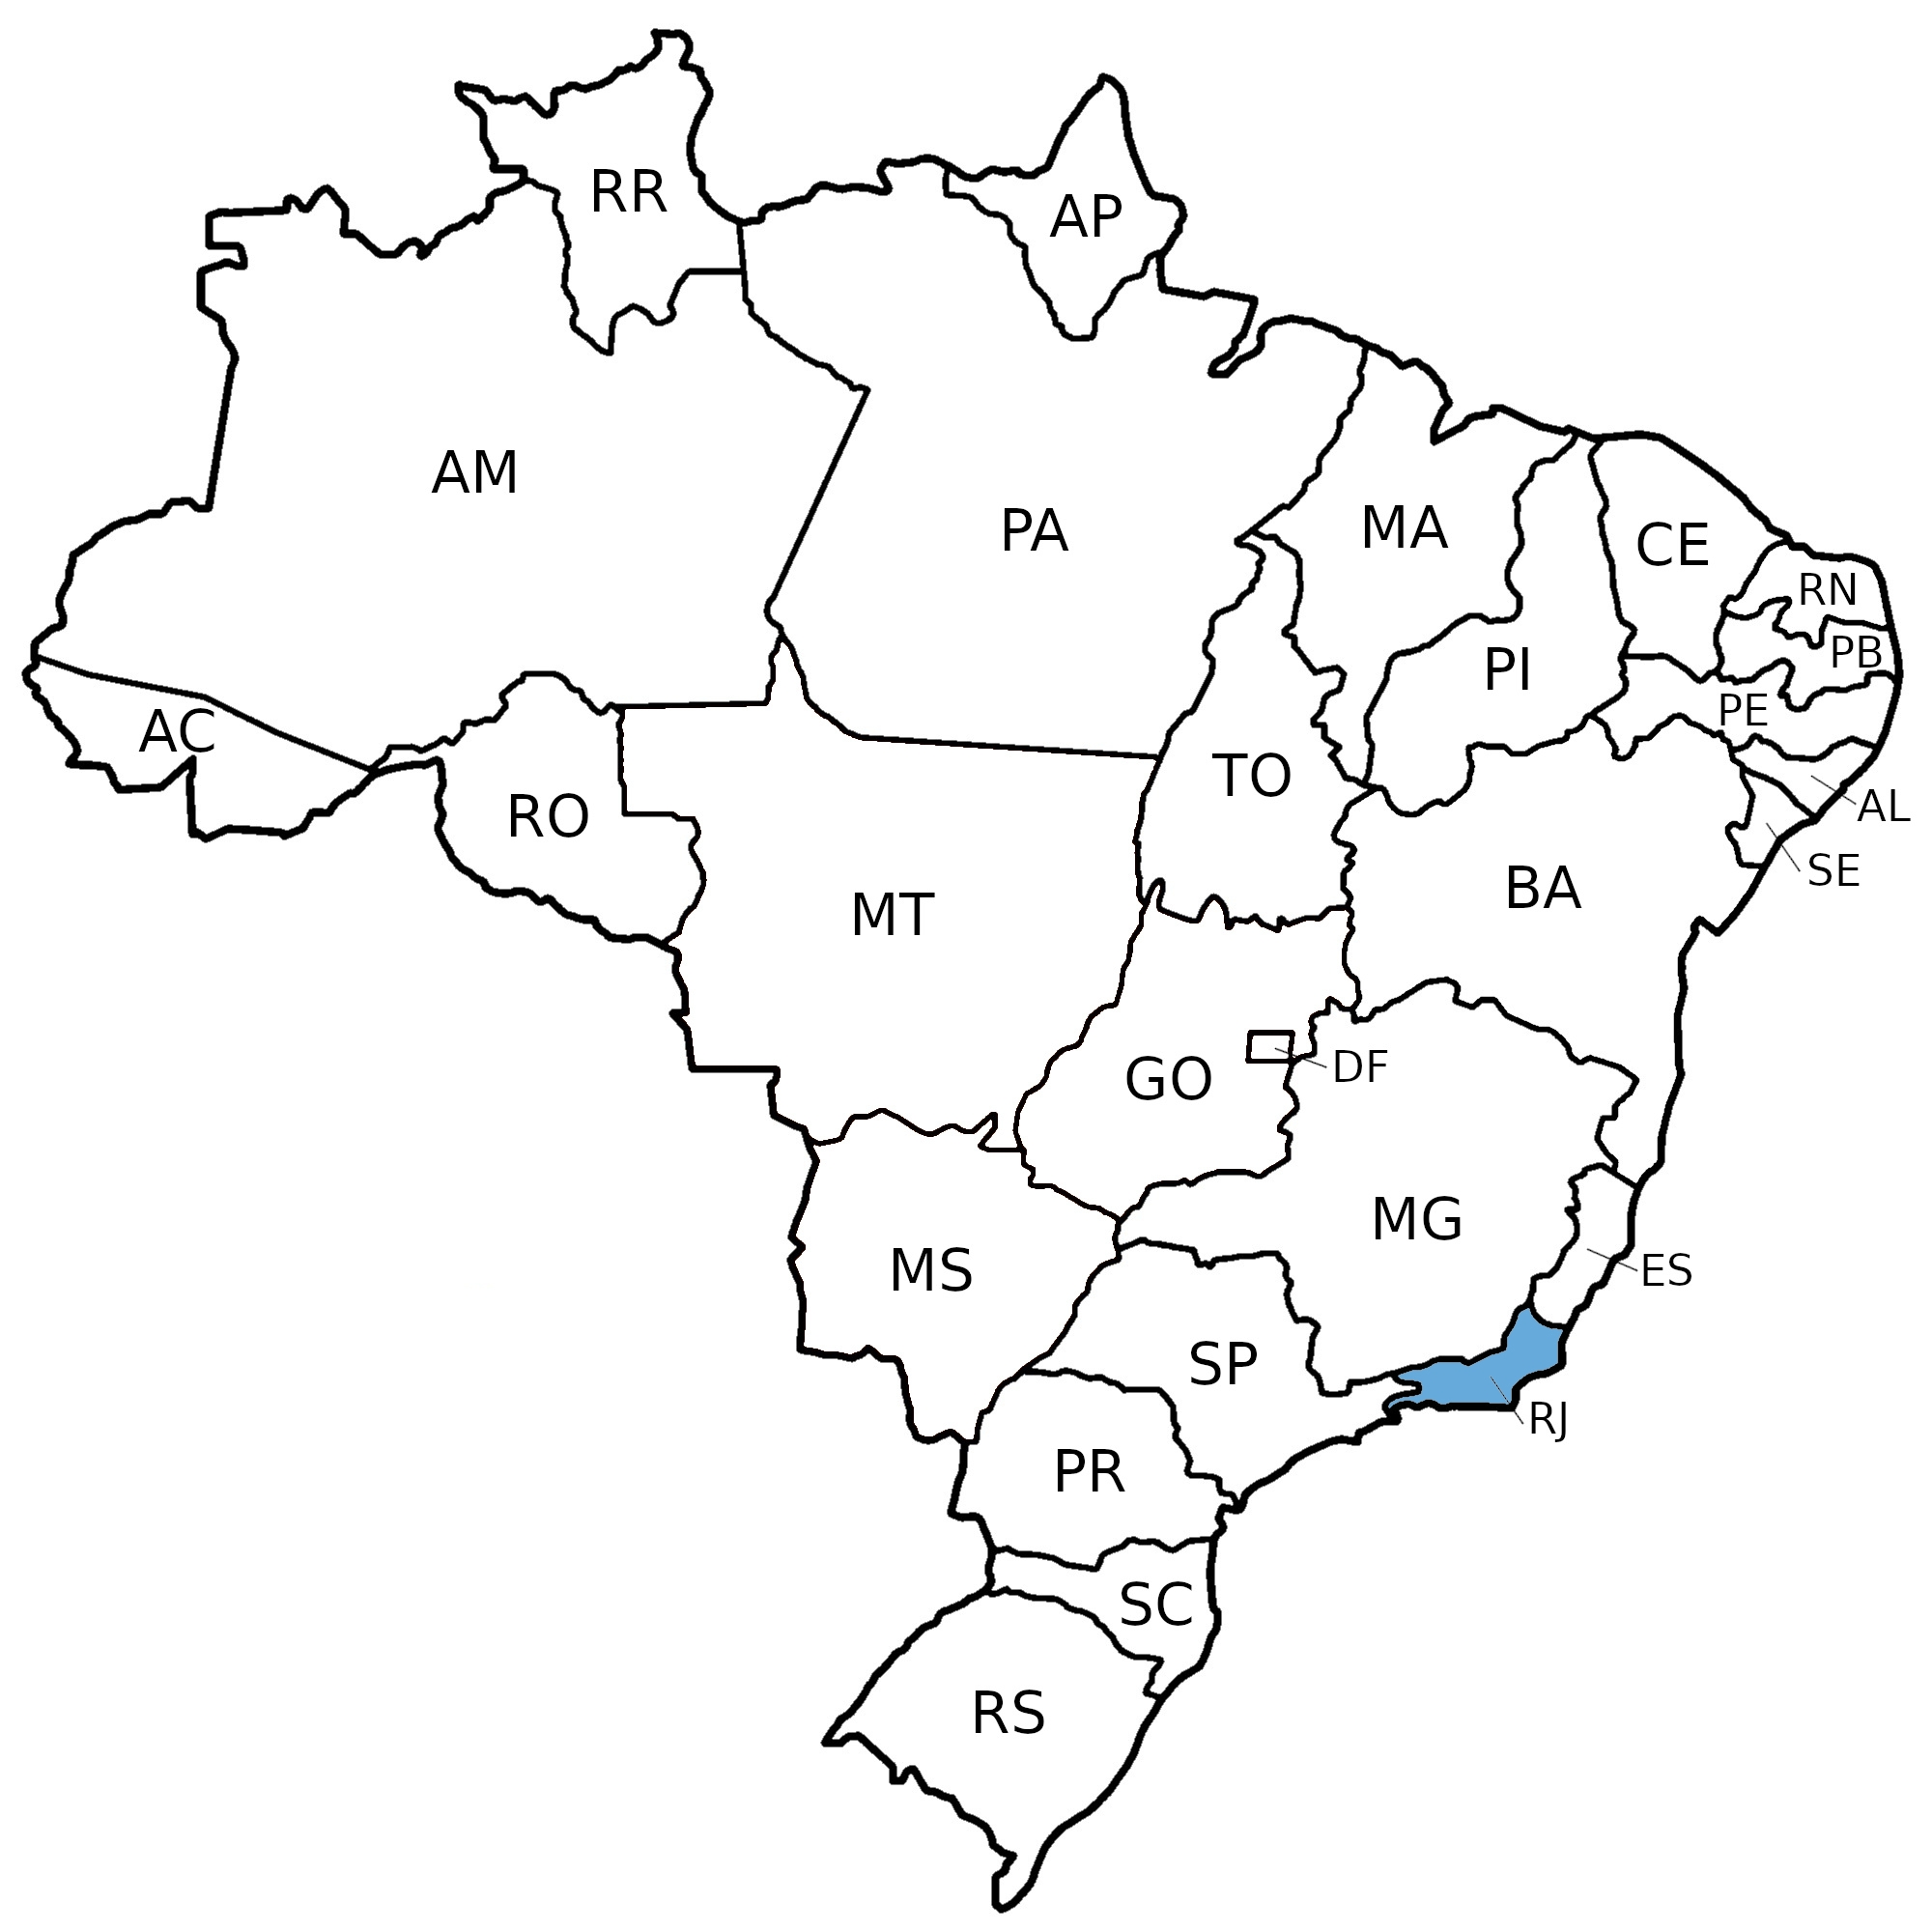 RR
AP
AM
PA
MA
CE
RN
PB
PI
PE
AC
TO
AL
RO
SE
BA
MT
DF
GO
MG
MS
ES
SP
RJ
PR
SC
RS